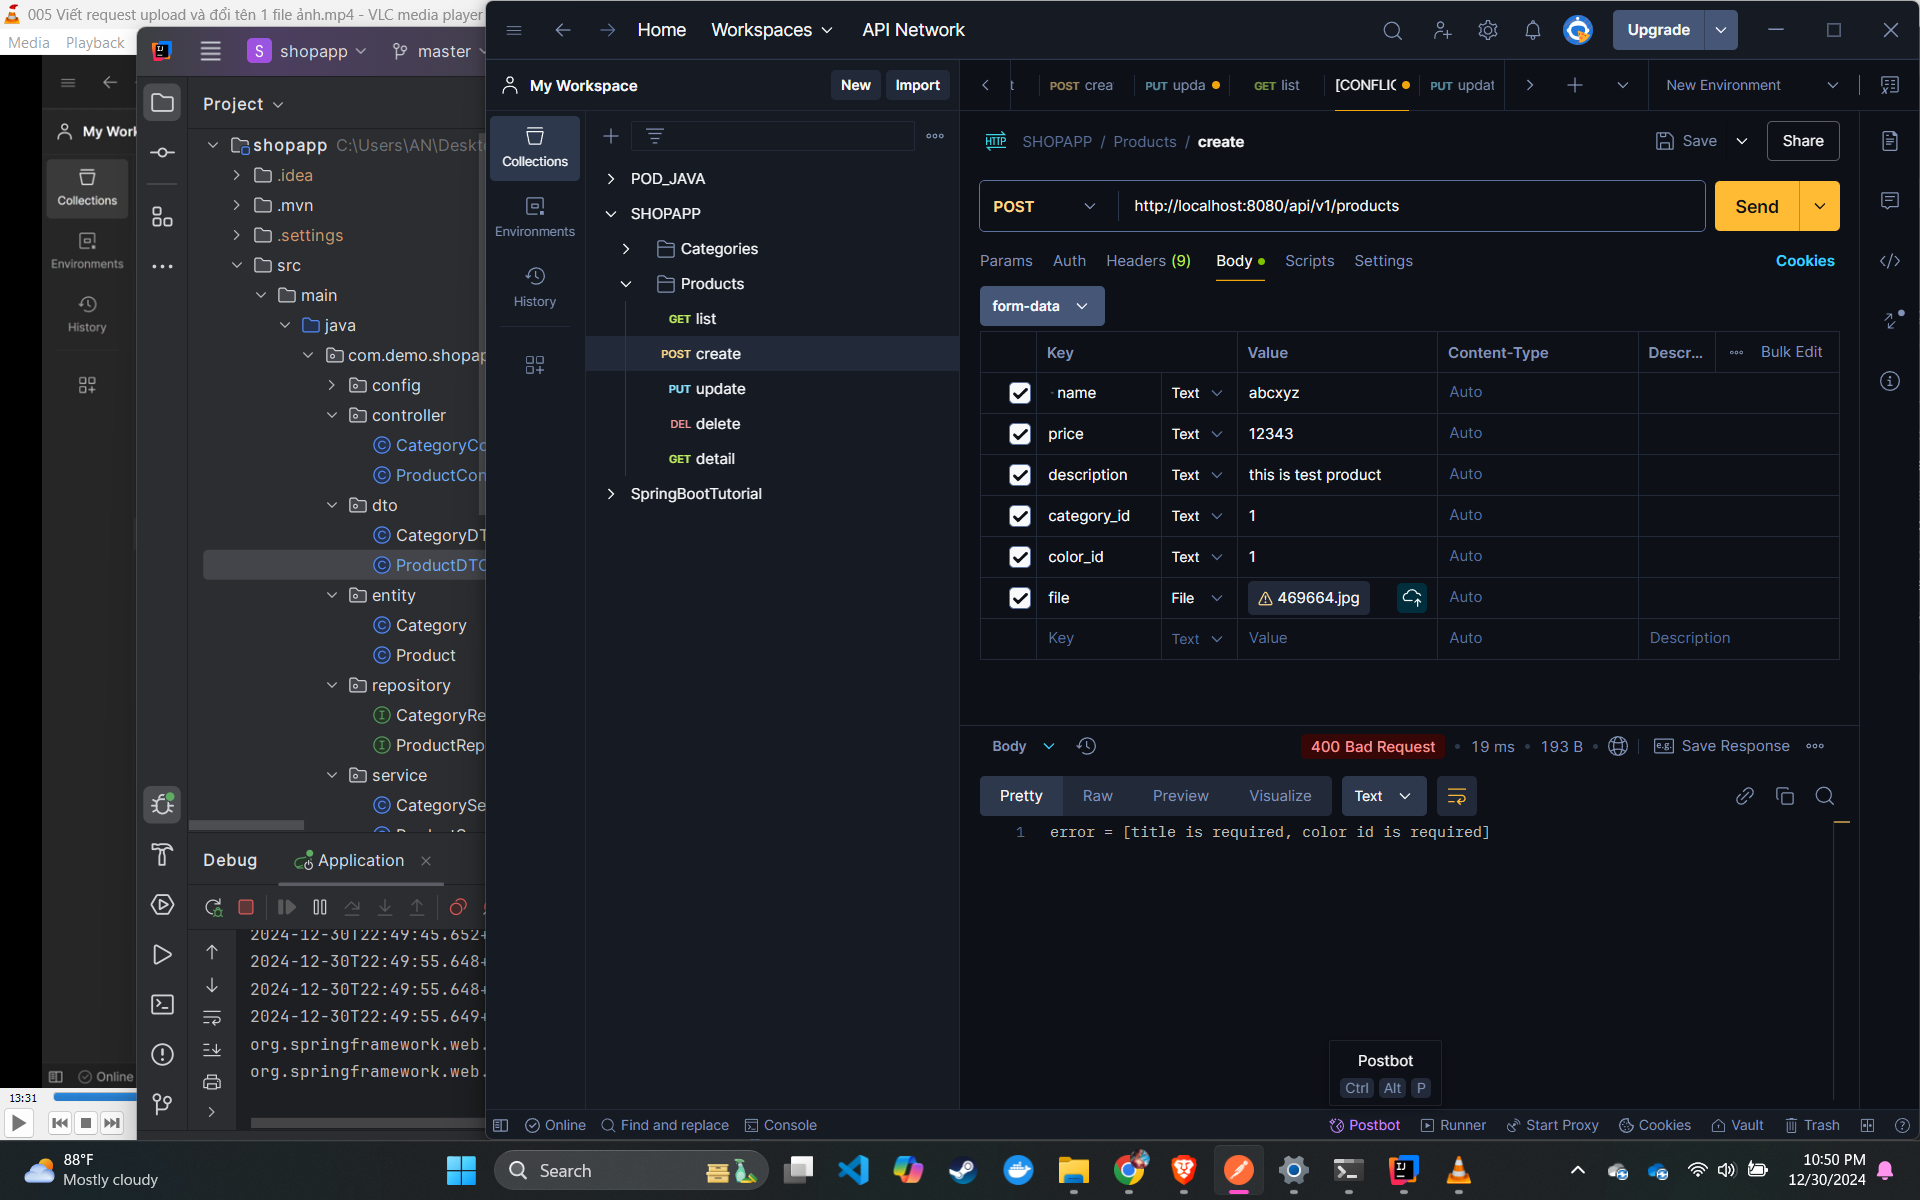 005 Viết request upload và đổi tên 1 file ảnh.mp4 - VLC media player
Media Playback
My Work
Collections
Environments
History
Online
13:31
S shopapp master
Project
shopapp C:\Users\AN\Deskt
.idea
.mvn
.settings
src
main
java
com.demo.shopap
config
controller
CategoryCo
ProductCon
dto
CategoryDT
ProductDTO
entity
Category
Product
repository
CategoryRe
ProductRep
service
CategorySe
Debug Application
2024-12-30T22:49:45.652+
2024-12-30T22:49:55.648+
2024-12-30T22:49:55.648+
2024-12-30T22:49:55.649+
org.springframework.web.
org.springframework.web.
Home Workspaces API Network
Upgrade
My Workspace
New Import
POST crea PUT upda GET list [CONFLIC PUT updat
New Environment
Collections
Environments
History
POD_JAVA
SHOPAPP
Categories
Products
GET list
POST create
PUT update
DEL delete
GET detail
SpringBootTutorial
HTTP SHOPAPP / Products / create
Save Share
POST http://localhost:8080/api/v1/products
Send
Params Auth Headers (9) Body Scripts Settings
Cookies
form-data
Key Value Content-Type Descr... Bulk Edit
name Text abcxyz Auto
price Text 12343 Auto
description Text this is test product Auto
category_id Text 1 Auto
color_id Text 1 Auto
file File 469664.jpg Auto
Key Text Value Auto Description
Body 400 Bad Request 19 ms 193 B e.g. Save Response
Pretty Raw Preview Visualize Text
1 error = [title is required, color id is required]
Postbot
Ctrl Alt P
Online Find and replace Console
Postbot Runner Start Proxy Cookies Vault Trash
88°F
Mostly cloudy
Search
10:50 PM
12/30/2024